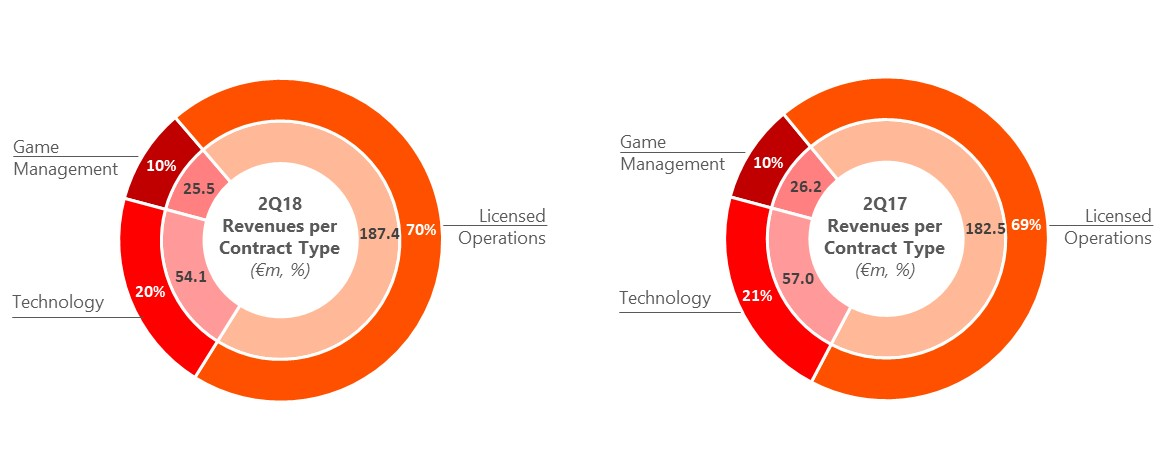 Game
Management
10%
25.5
2Q18
Revenues per
Contract Type
(€m, %)
187.4
70%
Licensed
Operations
54.1
20%
Technology
Game
Management
10%
26.2
2Q17
Revenues per
Contract Type
(€m, %)
182.5
69%
Licensed
Operations
57.0
21%
Technology